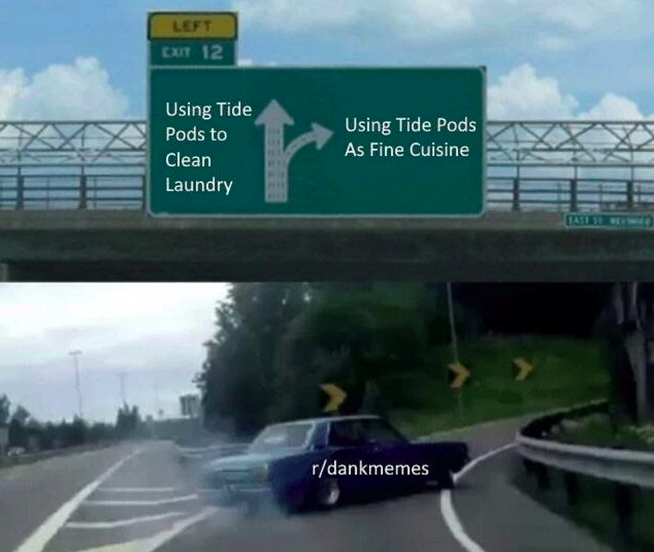 LEFT
EXIT 12
Using Tide
Pods to
Clean
Laundry
Using Tide Pods
As Fine Cuisine
r/dankmemes